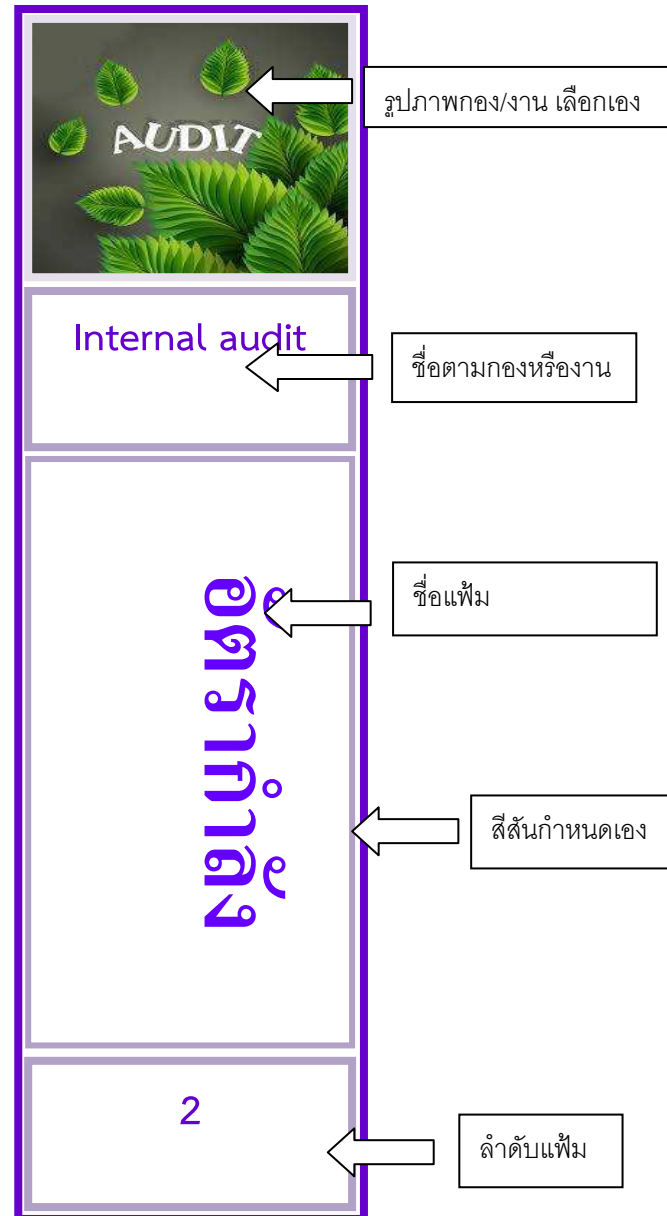 AUDIT
รูปภาพกอง/งาน เลือกเอง
Internal audit
ชื่อตามกองหรืองาน
ชื่อแฟ้ม
อัตรากำลัง
สีสันกำหนดเอง
2
ลำดับแฟ้ม